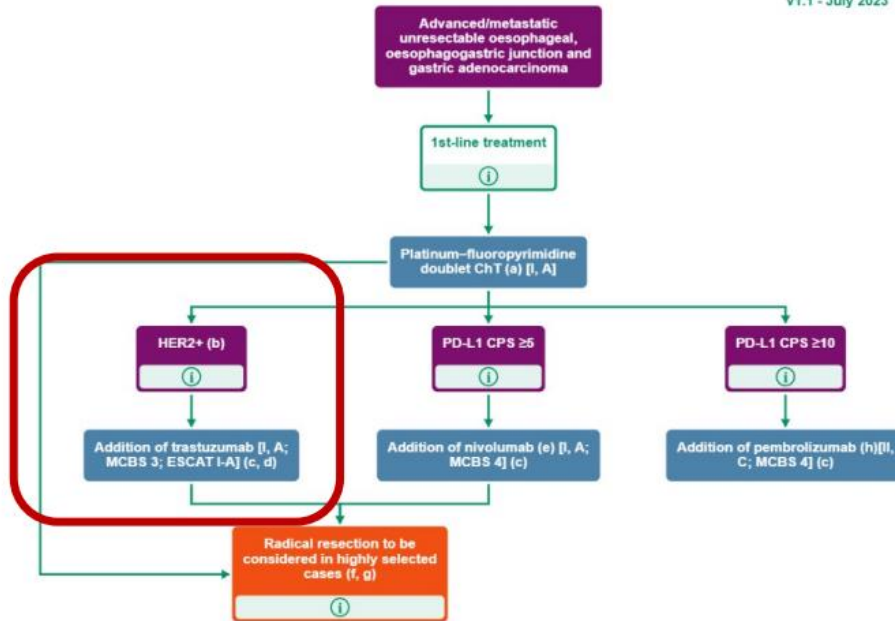 V1.1 - July 2023
Advanced/metastatic
unresectable oesophageal,
oesophagogastric junction and
gastric adenocarcinoma
1st-line treatment
i
Platinum–fluoropyrimidine
doublet ChT (a) [I, A]
HER2+ (b)
i
PD-L1 CPS ≥5
i
PD-L1 CPS ≥10
i
Addition of trastuzumab [I, A;
MCBS 3; ESCAT I-A] (c, d)
Addition of nivolumab (e) [I, A;
MCBS 4] (c)
Addition of pembrolizumab (h)[II,
C; MCBS 4] (c)
Radical resection to be
considered in highly selected
cases (f, g)
i